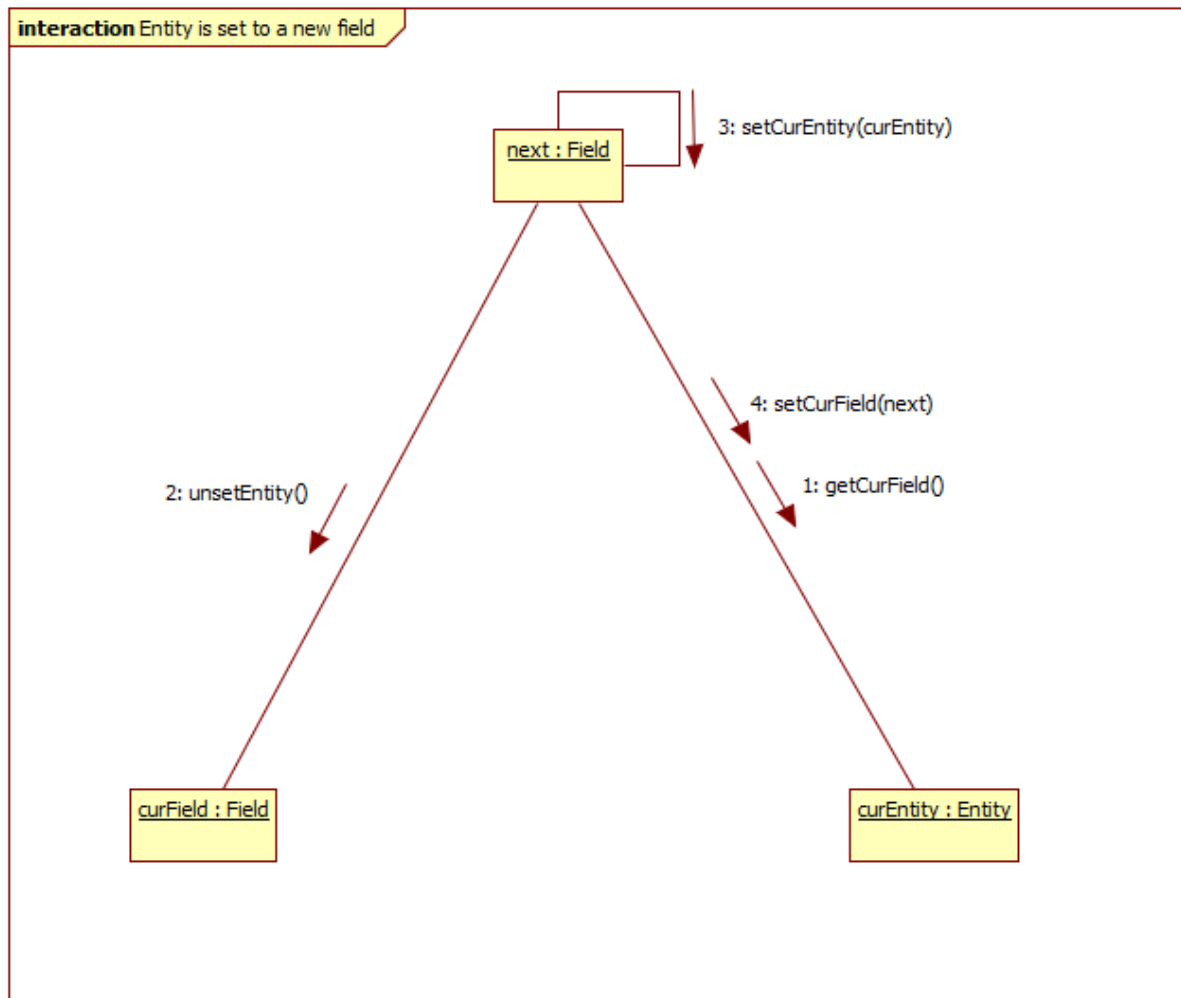 interaction Entity is set to a new field
3: setCurEntity(curEntity)
next : Field
4: setCurField(next)
1: getCurField()
2: unsetEntity()
curField : Field
curEntity : Entity